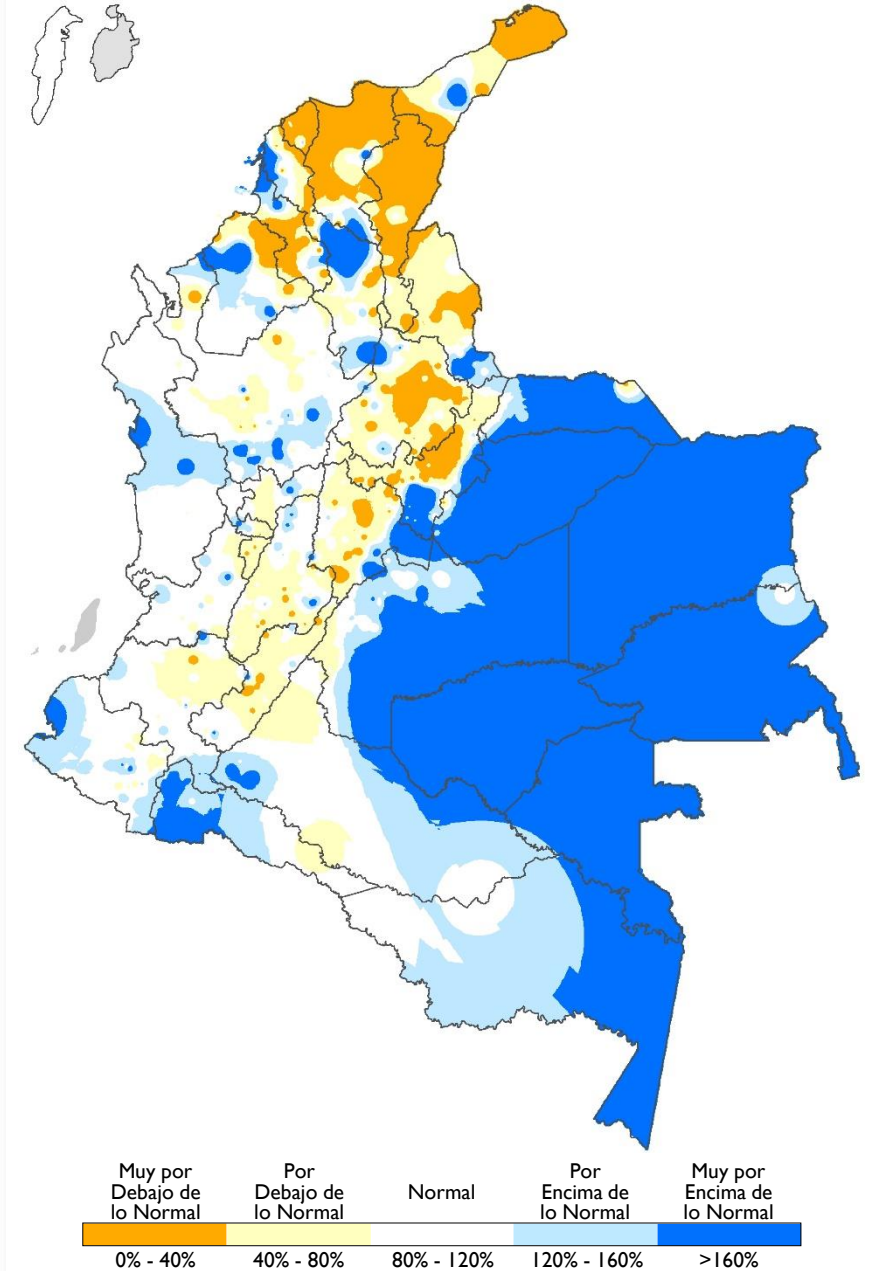 Muy por
Debajo de
lo Normal
Por
Debajo de
lo Normal
Normal
Por
Encima de
lo Normal
Muy por
Encima de
lo Normal
0% - 40%
40% - 80%
80% - 120%
120% - 160%
>160%